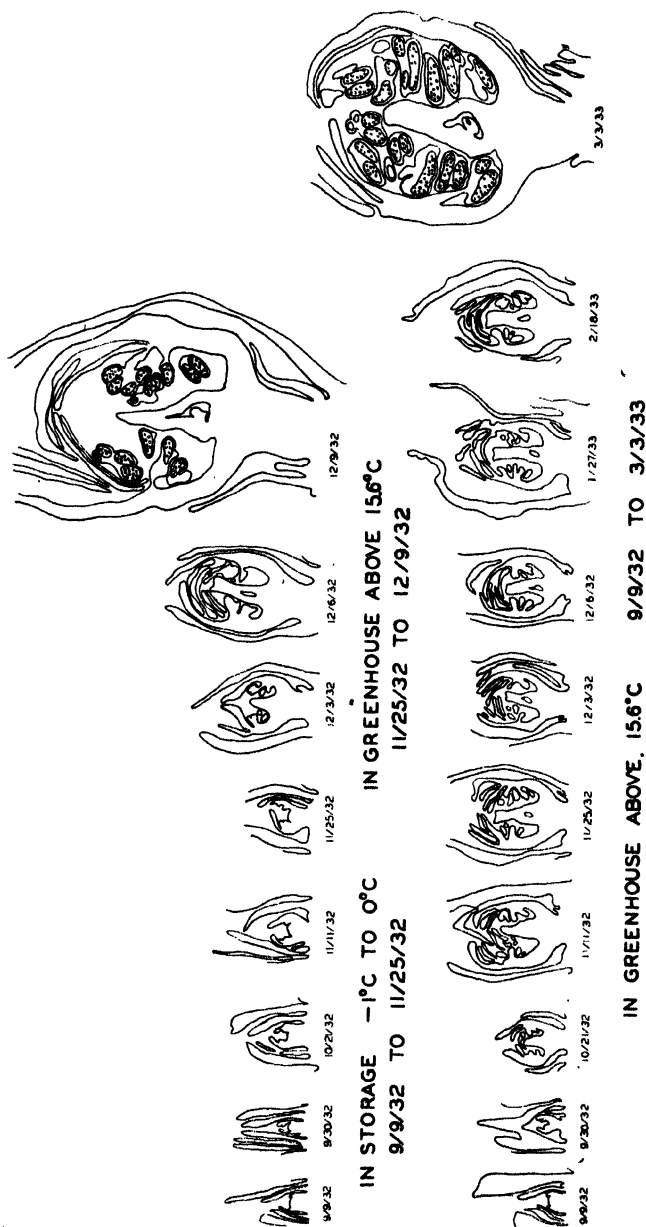 9/9/32 9/30/32 10/21/32 11/11/32 11/25/32 12/3/32 12/6/32 12/9/32
IN STORAGE −1°C TO 0°C
9/9/32 TO 11/25/32
IN GREENHOUSE ABOVE 15.6°C
11/25/32 TO 12/9/32
9/9/32 9/30/32 10/21/32 11/11/32 11/25/32 12/3/32 12/6/32 1/27/33 2/18/33 3/3/33
IN GREENHOUSE ABOVE, 15.6°C 9/9/32 TO 3/3/33